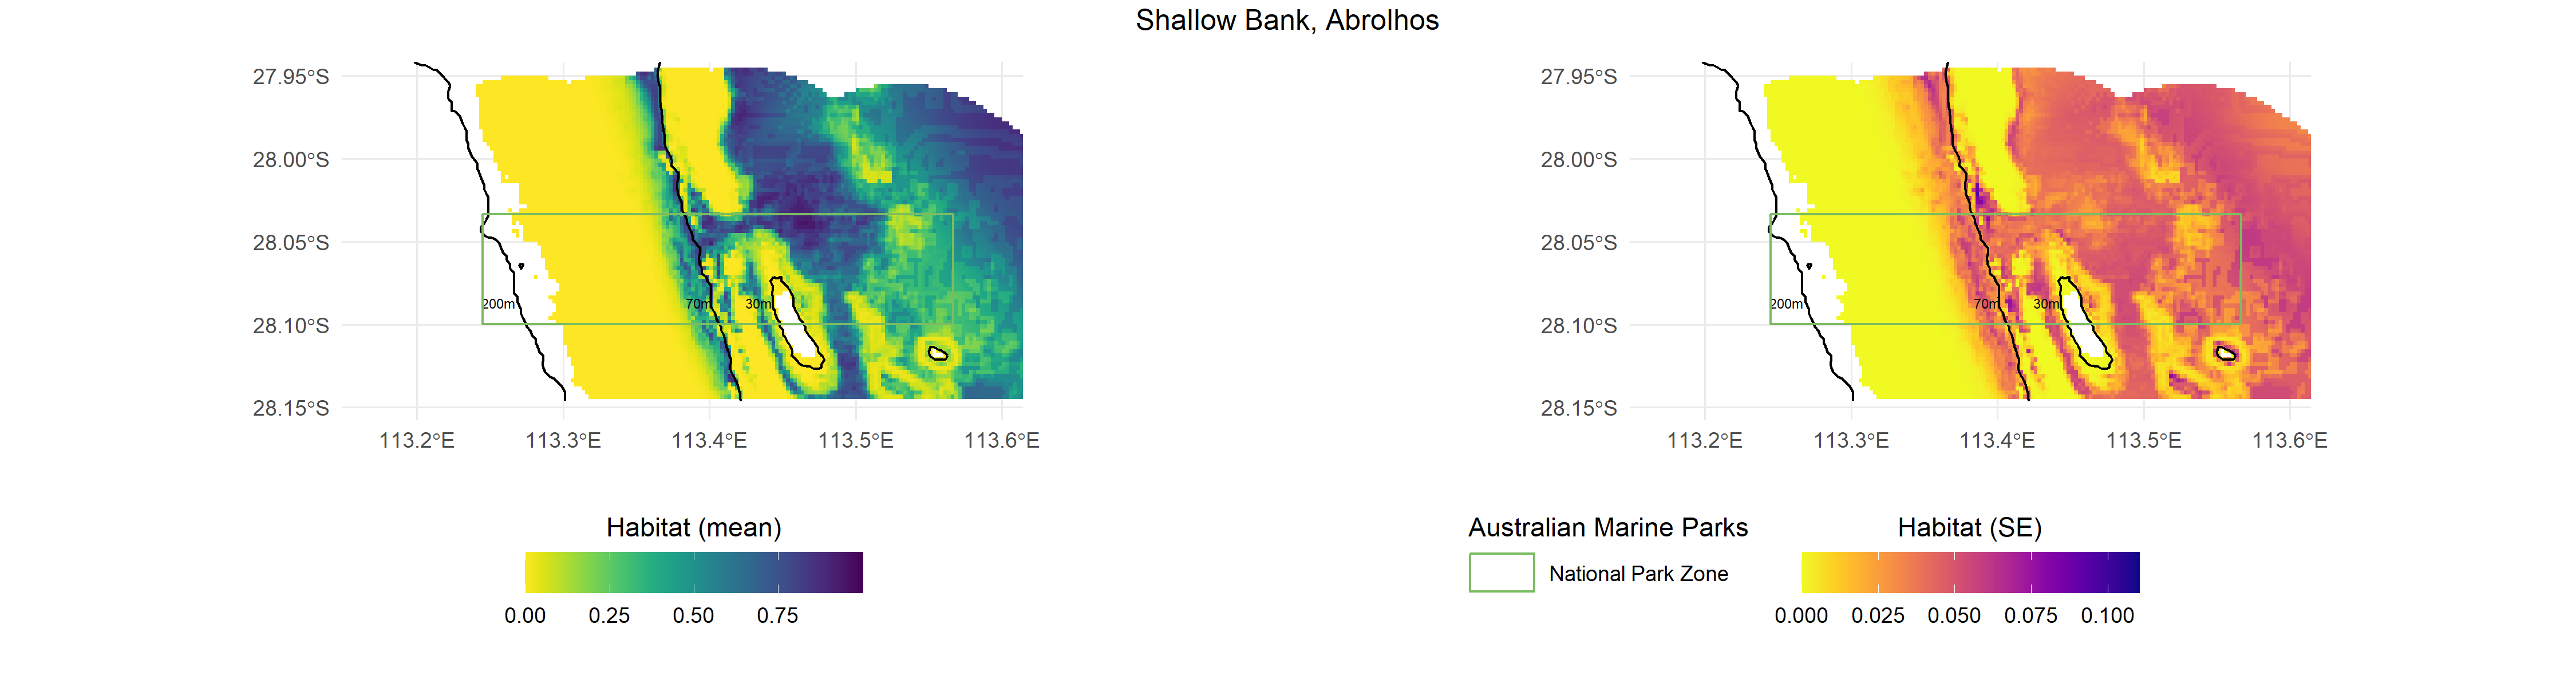 Shallow Bank, Abrolhos
27.95°S
28.00°S
28.05°S
28.10°S
28.15°S
200m
70m
30m
113.2°E 113.3°E 113.4°E 113.5°E 113.6°E
27.95°S
28.00°S
28.05°S
28.10°S
28.15°S
200m
70m
30m
113.2°E 113.3°E 113.4°E 113.5°E 113.6°E
Habitat (mean)
0.00 0.25 0.50 0.75
Australian Marine Parks
National Park Zone
Habitat (SE)
0.000 0.025 0.050 0.075 0.100